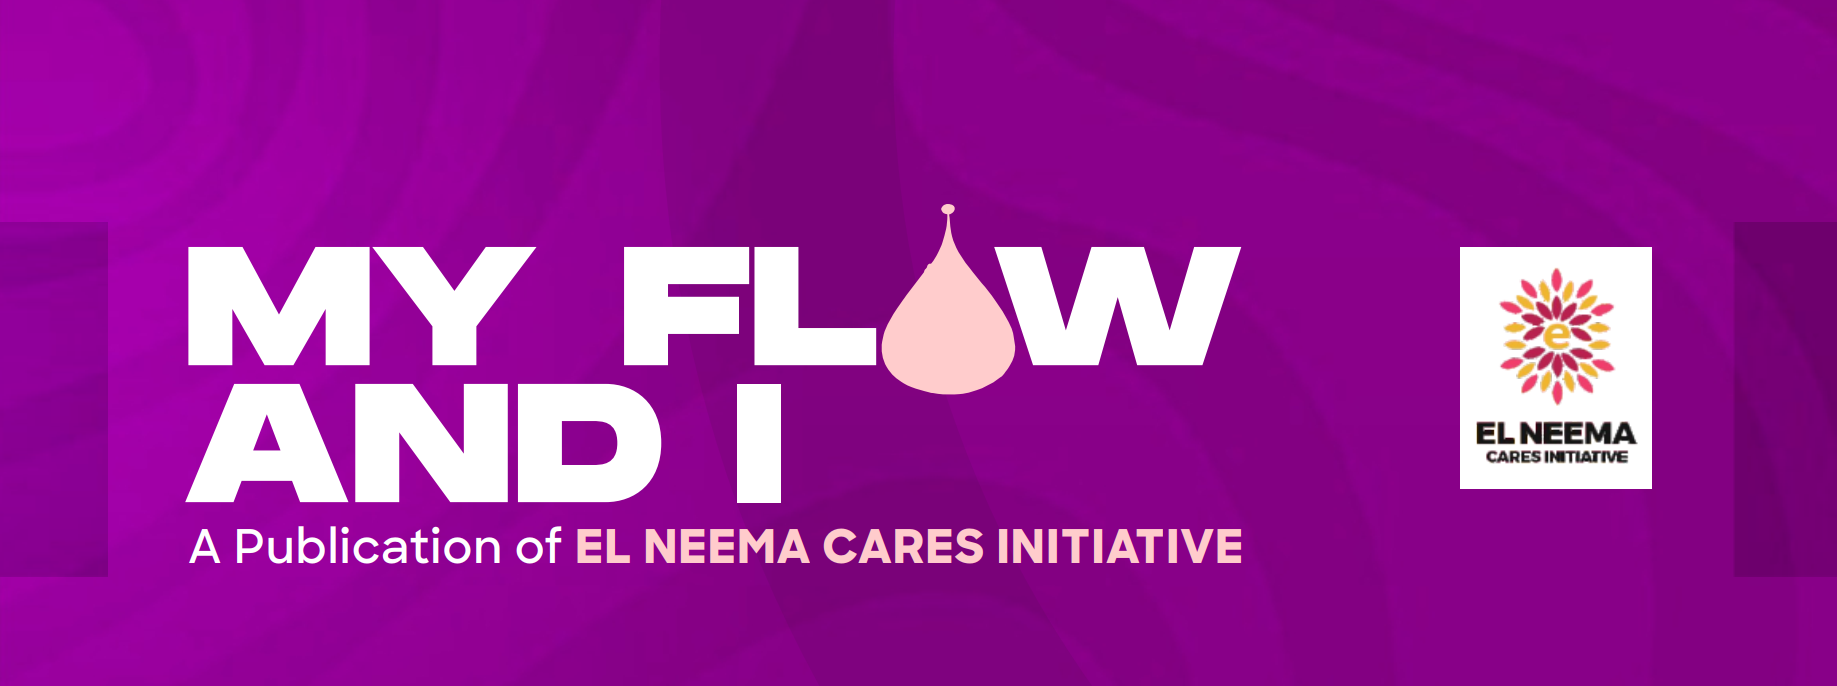 MY FLOW
AND I
A Publication of EL NEEMA CARES INITIATIVE
e
EL NEEMA
CARES INITIATIVE